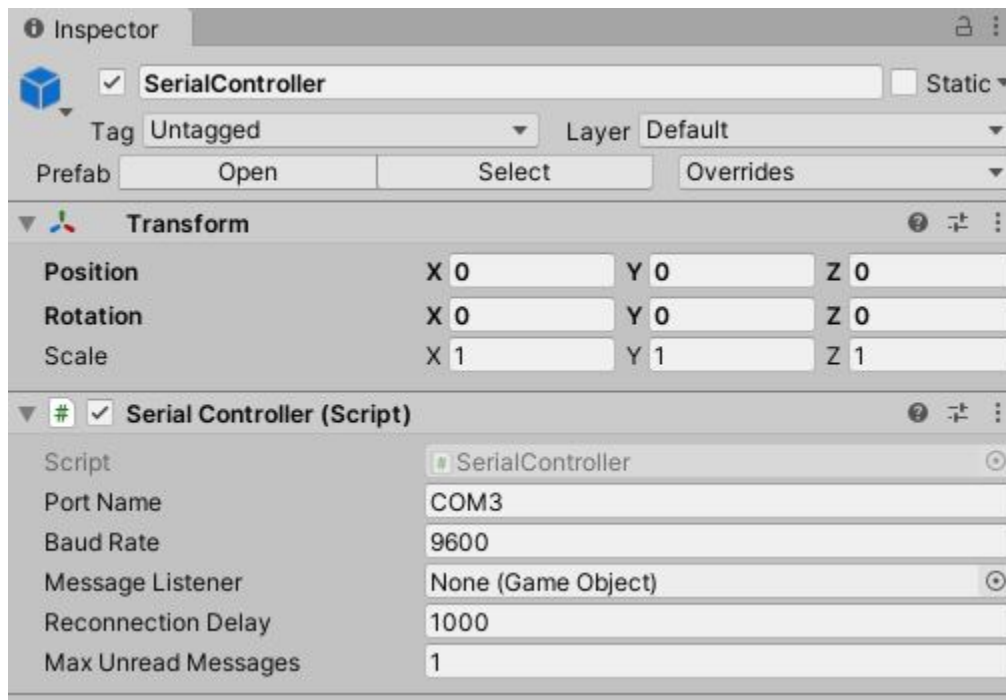 Inspector
SerialController Static
Tag Untagged Layer Default
Prefab Open Select Overrides
Transform
Position X 0 Y 0 Z 0
Rotation X 0 Y 0 Z 0
Scale X 1 Y 1 Z 1
# Serial Controller (Script)
Script # SerialController
Port Name COM3
Baud Rate 9600
Message Listener None (Game Object)
Reconnection Delay 1000
Max Unread Messages 1